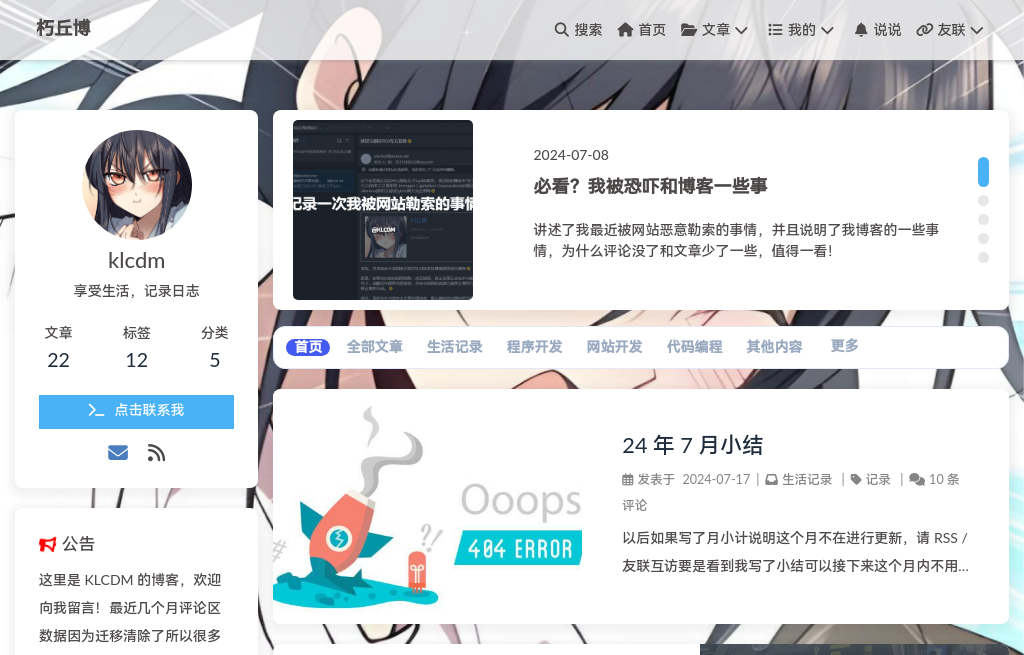 朽丘博
搜索 首页 文章 我的 说说 友联
klcdm
享受生活，记录日志
文章 标签 分类
22 12 5
点击联系我
公告
这里是 KLCDM 的博客，欢迎
向我留言！最近几个月评论区
数据因为迁移清除了所以很多
记录一次我被网站勒索的事情
@KLCDM
2024-07-08
必看？我被恐吓和博客一些事
讲述了我最近被网站恶意勒索的事情，并且说明了我博客的一些事
情，为什么评论没了和文章少了一些，值得一看！
首页 全部文章 生活记录 程序开发 网站开发 代码编程 其他内容 更多
Ooops
404 ERROR
#
?!
24 年 7 月小结
发表于 2024-07-17 | 生活记录 | 记录 | 10 条
评论
以后如果写了月小计说明这个月不在进行更新，请 RSS /
友联互访要是看到我写了小结可以接下来这个月内不用...